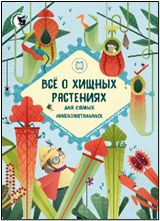 ВСЁ О ХИЩНЫХ
РАСТЕНИЯХ
ДЛЯ САМЫХ
ЛЮБОЗНАТЕЛЬНЫХ